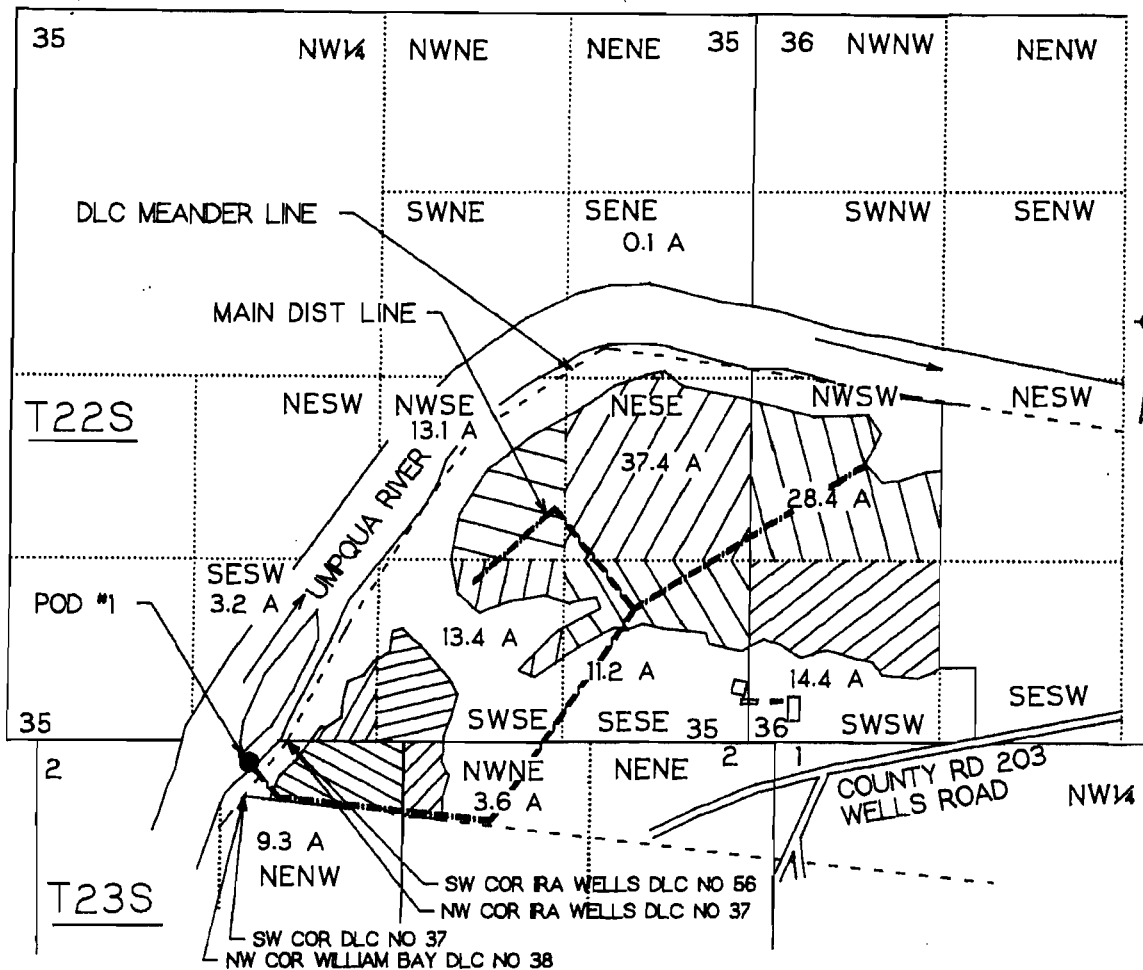 35
NW¼
NWNE
NENE
35
36
NWNW
NENW
DLC MEANDER LINE
SWNE
SENE
0.1 A
SWNW
SENW
MAIN DIST LINE
T22S
NESW
NWSE
13.1 A
NESE
37.4 A
NWSW
28.4 A
NESW
UMPQUA RIVER
SESW
3.2 A
POD #1
13.4 A
11.2 A
14.4 A
35
SWSE
SESE
35
36
SWSW
SESW
2
NWNE
3.6 A
NENE
2
1
COUNTY RD 203
WELLS ROAD
NW¼
9.3 A
NENW
T23S
SW COR IRA WELLS DLC NO 56
NW COR IRA WELLS DLC NO 37
SW COR DLC NO 37
NW COR WILLIAM BAY DLC NO 38